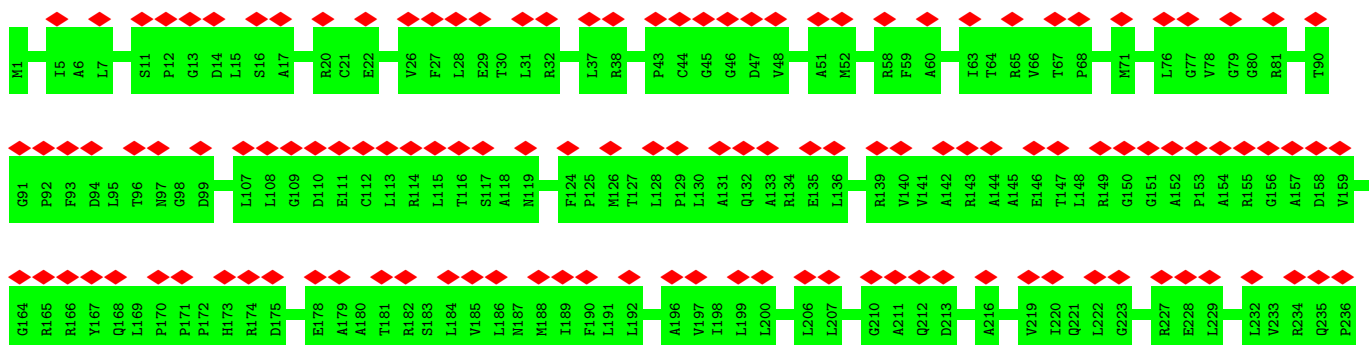 M1 I5 A6 L7 S11 P12 G13 D14 L15 S16 A17 R20 C21 E22 V26 F27 L28 E29 T30 L31 R32 L37 R38 P43 C44 G45 G46 D47 V48 A51 M52 R58 F59 A60 I63 T64 R65 V66 T67 P68 M71 L76 G77 V78 G79 G80 R81 T90
G91 P92 F93 D94 L95 T96 N97 G98 D99 L107 L108 G109 D110 E111 C112 L113 R114 L115 T116 S117 A118 N119 F124 P125 M126 T127 L128 P129 L130 A131 Q132 A133 R134 E135 L136 R139 V140 V141 A142 R143 A144 A145 E146 T147 L148 R149 G150 G151 A152 P153 A154 R155 G156 A157 D158 V159
G164 R165 R166 Y167 Q168 L169 P170 P171 P172 H173 R174 D175 E178 A179 A180 T181 R182 S183 L184 V185 L186 N187 M188 I189 F190 L191 L192 A196 V197 I198 L199 L200 L206 L207 G210 A211 Q212 D213 A216 V219 I220 Q221 L222 G223 R227 E228 L229 L232 V233 R234 Q235 P236